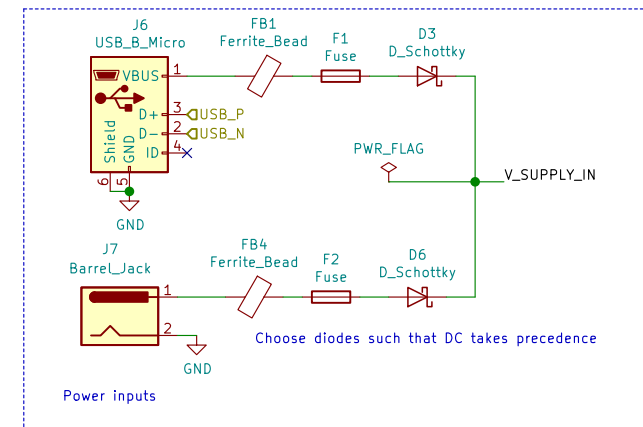 J6
USB_B_Micro
FB1
Ferrite_Bead
F1
Fuse
D3
D_Schottky
VBUS 1
D+ 3 USB_P
D- 2 USB_N
ID 4
Shield
GND
6
5
GND
PWR_FLAG
V_SUPPLY_IN
J7
Barrel_Jack
FB4
Ferrite_Bead
F2
Fuse
D6
D_Schottky
1
2
GND
Choose diodes such that DC takes precedence
Power inputs